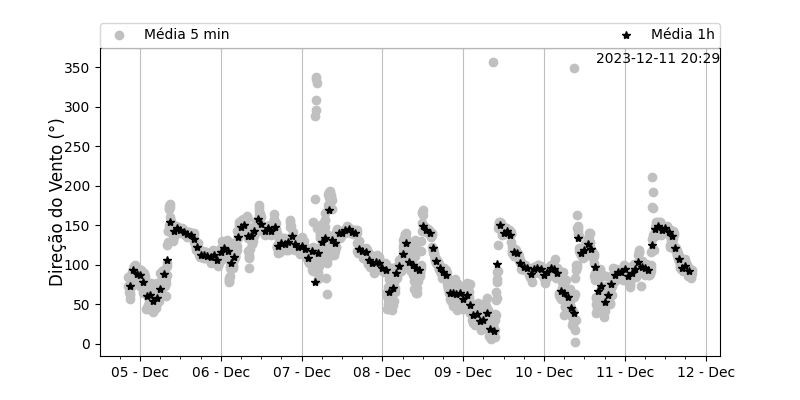 Média 5 min
Média 1h
2023-12-11 20:29
Direção do Vento (°)
350
300
250
200
150
100
50
0
05 - Dec
06 - Dec
07 - Dec
08 - Dec
09 - Dec
10 - Dec
11 - Dec
12 - Dec